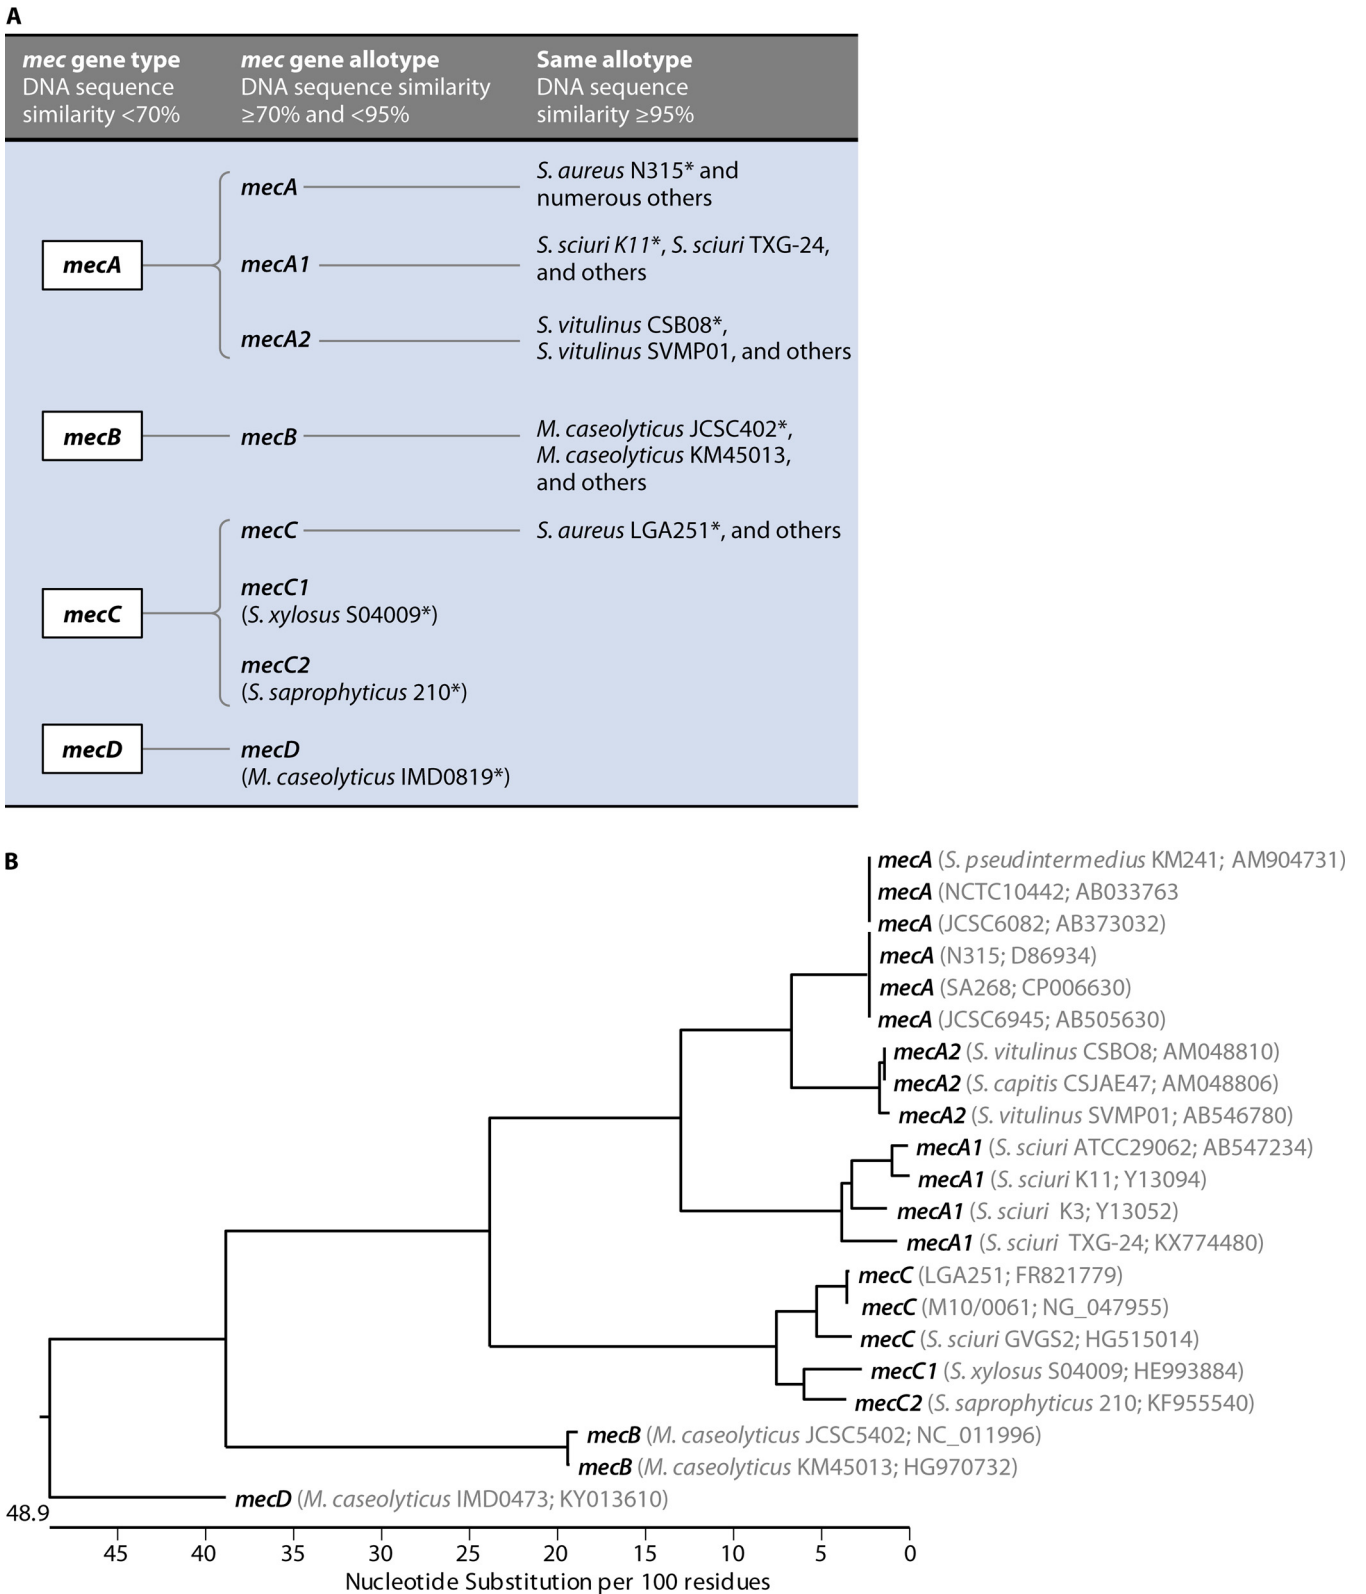 A
mec gene type
DNA sequence
similarity <70%
mec gene allotype
DNA sequence similarity
≥70% and <95%
Same allotype
DNA sequence
similarity ≥95%
mecA
mecA
S. aureus N315* and
numerous others
mecA1
S. sciuri K11*, S. sciuri TXG-24,
and others
mecA2
S. vitulinus CSB08*,
S. vitulinus SVMP01, and others
mecB
mecB
M. caseolyticus JCSC402*,
M. caseolyticus KM45013,
and others
mecC
mecC
S. aureus LGA251*, and others
mecC1
(S. xylosus S04009*)
mecC2
(S. saprophyticus 210*)
mecD
mecD
(M. caseolyticus IMD0819*)
B
mecA (S. pseudintermedius KM241; AM904731)
mecA (NCTC10442; AB033763
mecA (JCSC6082; AB373032)
mecA (N315; D86934)
mecA (SA268; CP006630)
mecA (JCSC6945; AB505630)
mecA2 (S. vitulinus CSBO8; AM048810)
mecA2 (S. capitis CSJAE47; AM048806)
mecA2 (S. vitulinus SVMP01; AB546780)
mecA1 (S. sciuri ATCC29062; AB547234)
mecA1 (S. sciuri K11; Y13094)
mecA1 (S. sciuri K3; Y13052)
mecA1 (S. sciuri TXG-24; KX774480)
mecC (LGA251; FR821779)
mecC (M10/0061; NG_047955)
mecC (S. sciuri GVGS2; HG515014)
mecC1 (S. xylosus S04009; HE993884)
mecC2 (S. saprophyticus 210; KF955540)
mecB (M. caseolyticus JCSC5402; NC_011996)
mecB (M. caseolyticus KM45013; HG970732)
mecD (M. caseolyticus IMD0473; KY013610)
48.9
45 40 35 30 25 20 15 10 5 0
Nucleotide Substitution per 100 residues